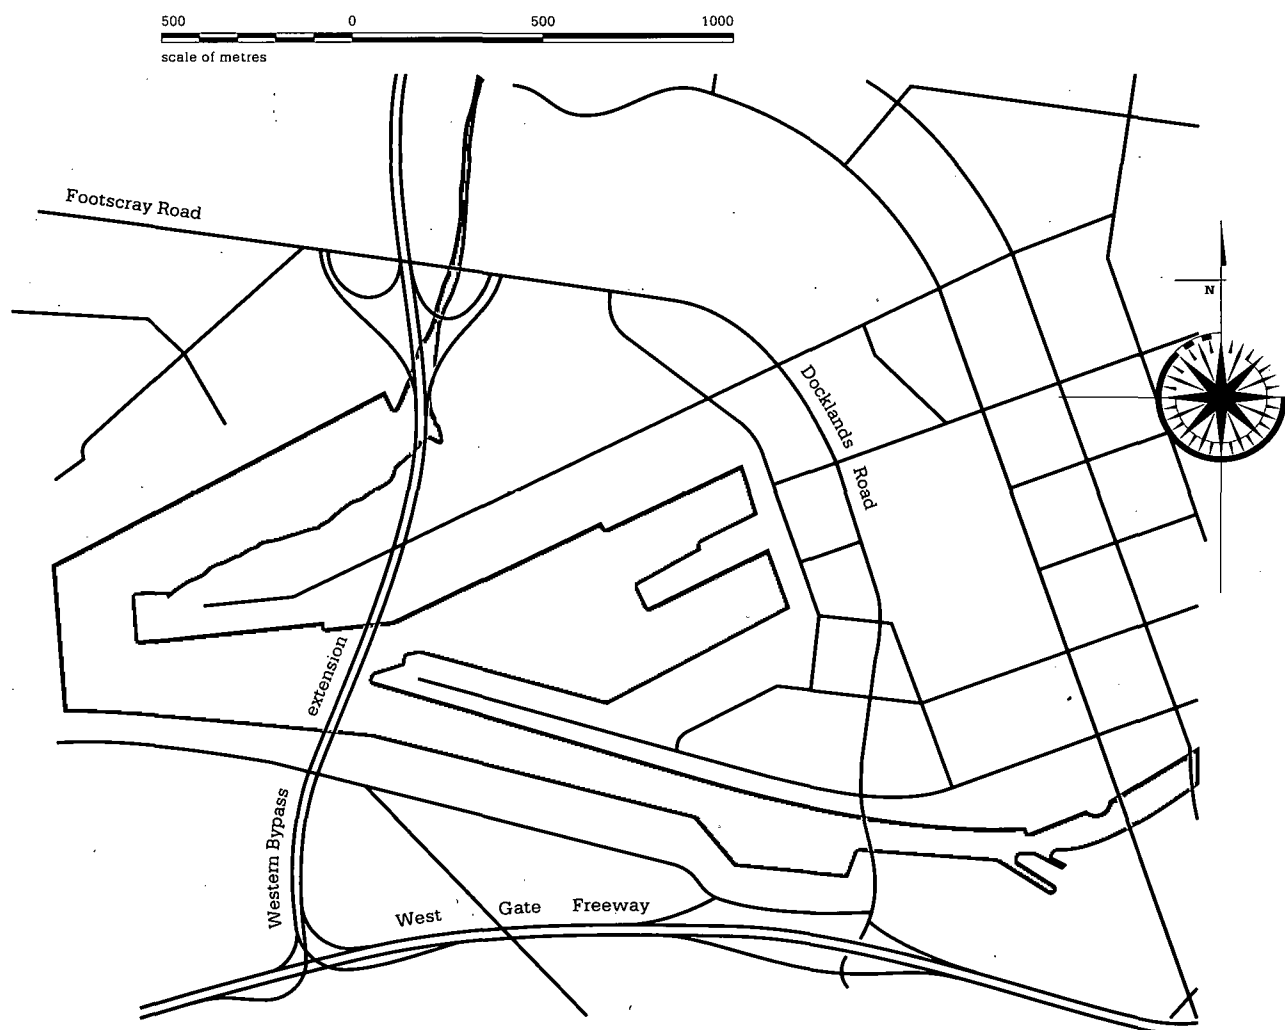 500 0 500 1000
scale of metres
Footscray Road
N
Docklands
Road
extension
Western Bypass
West Gate Freeway